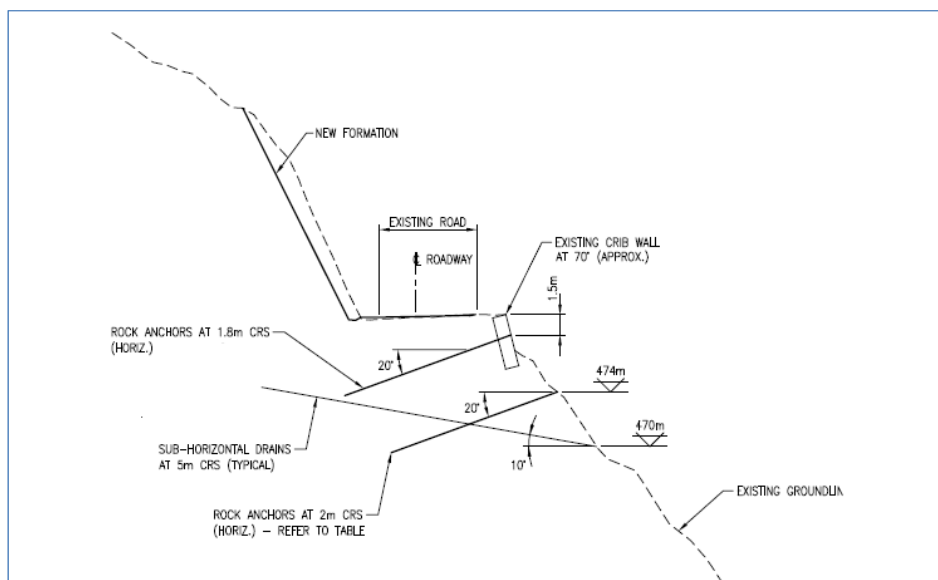 NEW FORMATION
EXISTING ROAD
℄ ROADWAY
EXISTING CRIB WALL
AT 70° (APPROX.)
1.5m
ROCK ANCHORS AT 1.8m CRS
(HORIZ.)
20°
474m
20°
470m
SUB-HORIZONTAL DRAINS
AT 5m CRS (TYPICAL)
10°
EXISTING GROUNDLIN
ROCK ANCHORS AT 2m CRS
(HORIZ.) – REFER TO TABLE